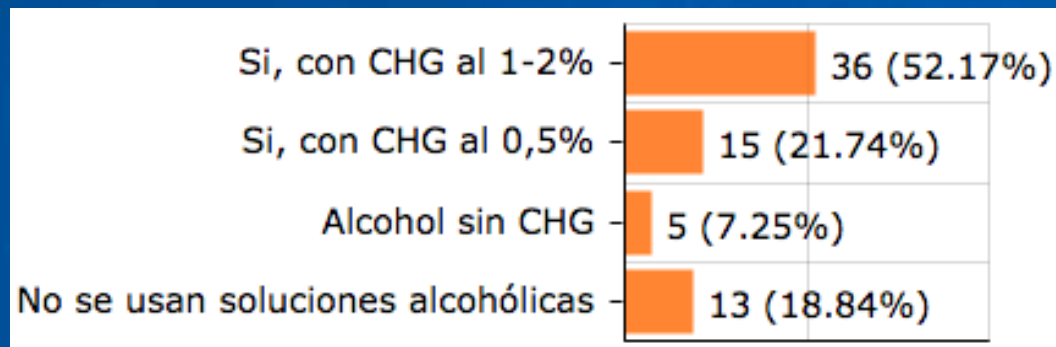 Si, con CHG al 1-2% 36 (52.17%)
Si, con CHG al 0,5% 15 (21.74%)
Alcohol sin CHG 5 (7.25%)
No se usan soluciones alcohólicas 13 (18.84%)